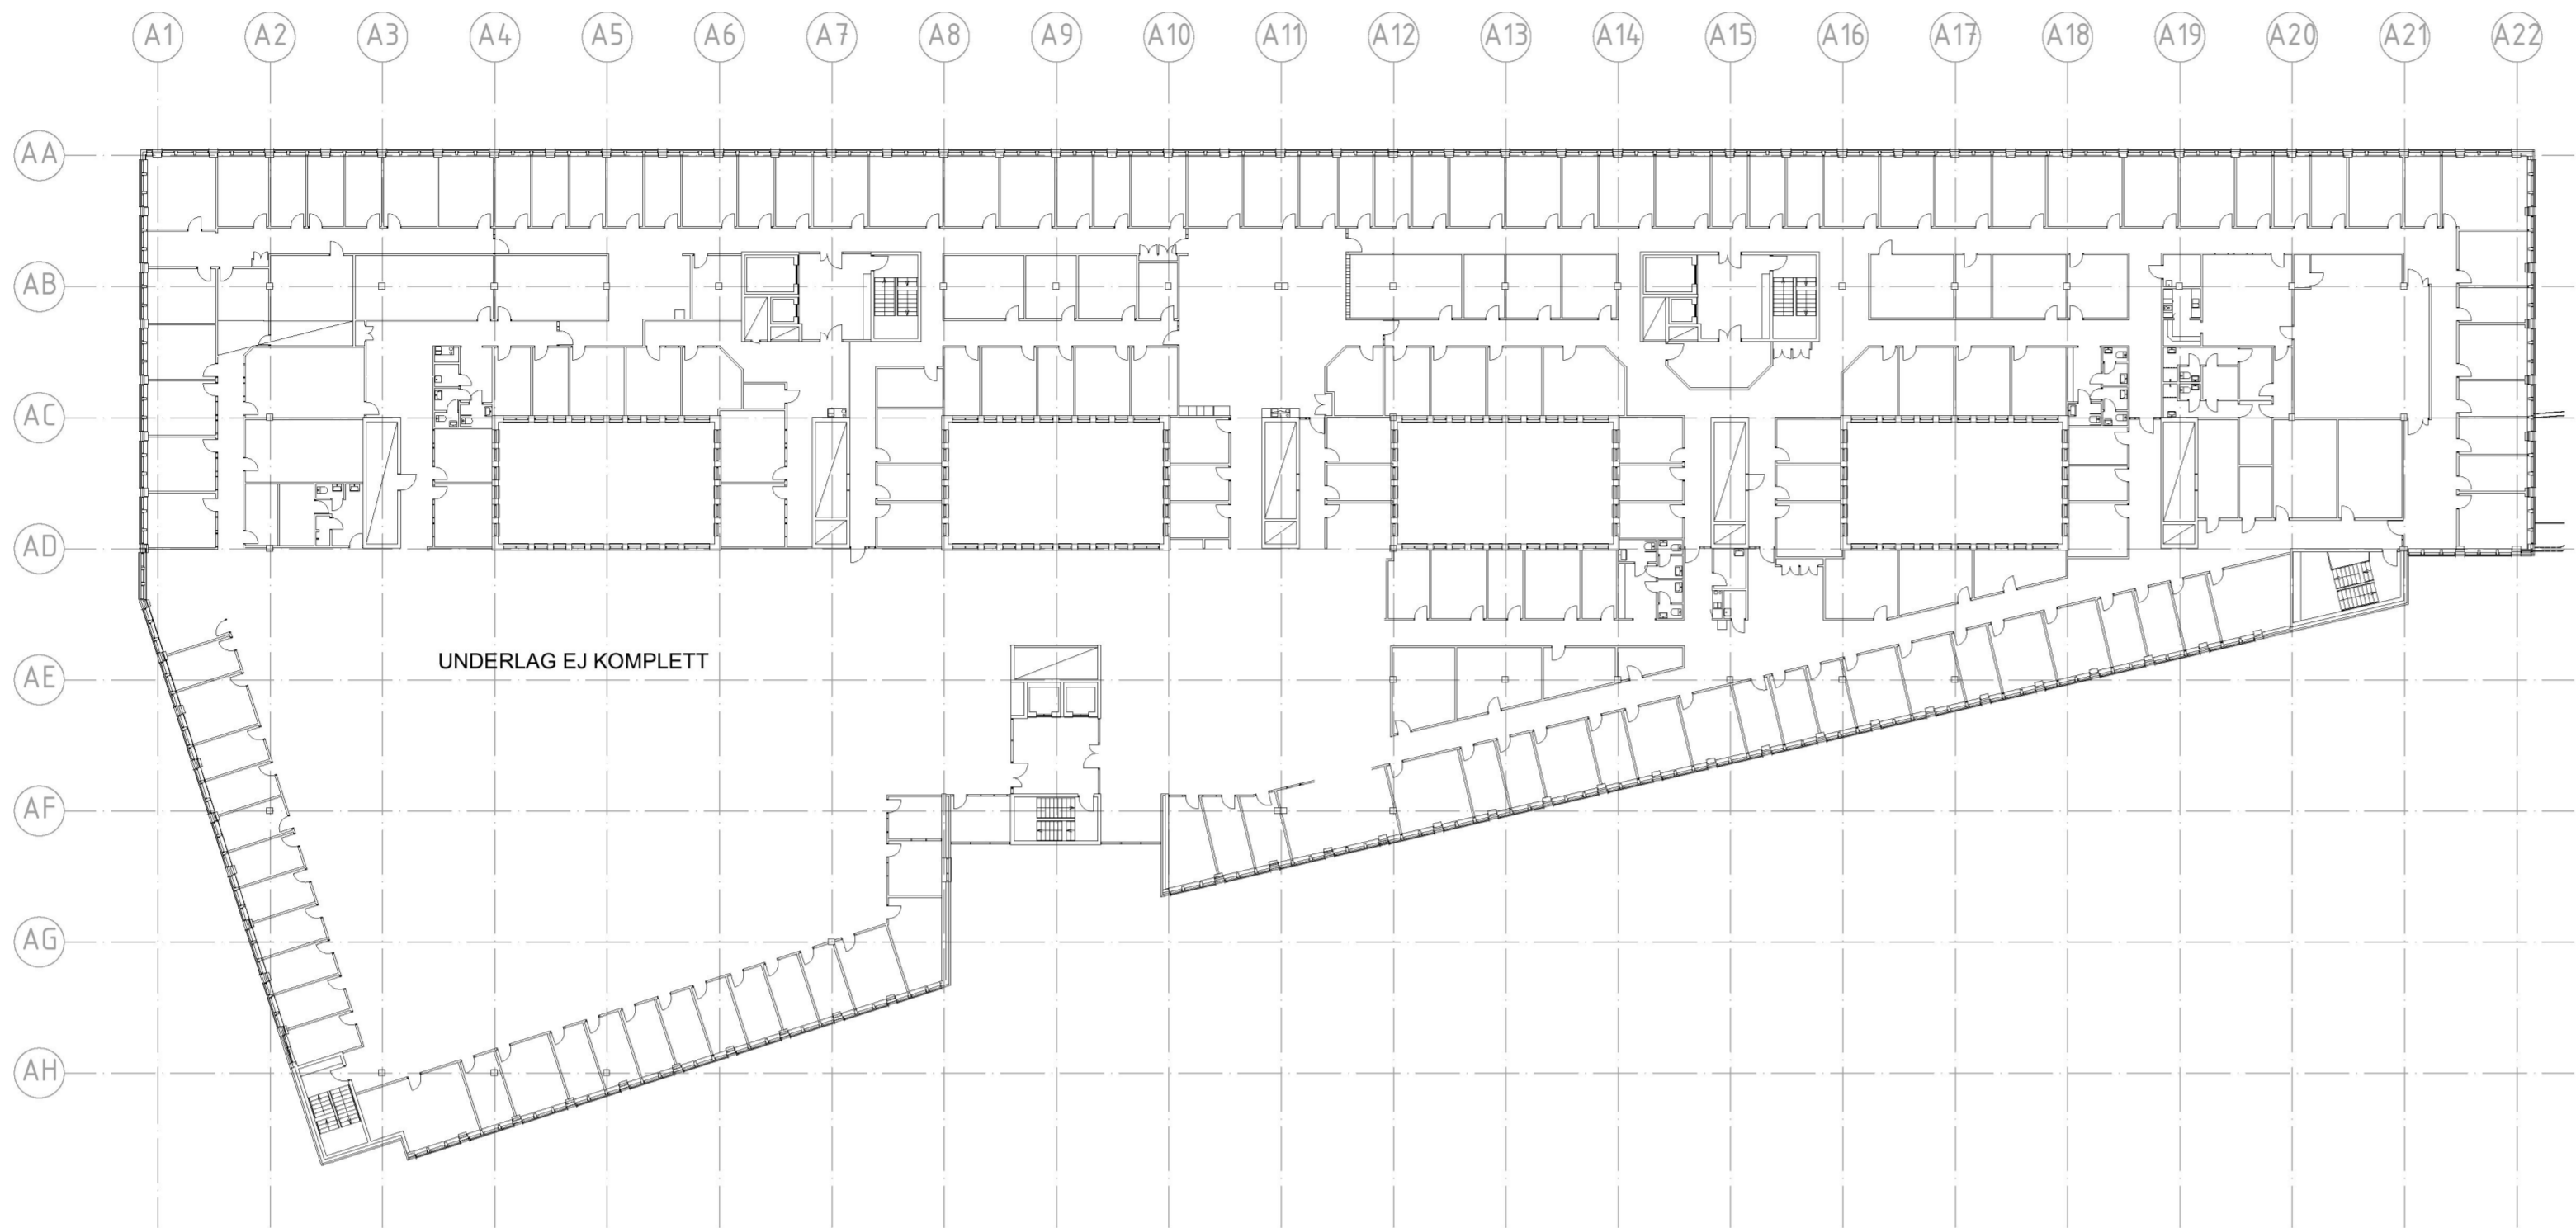 A1 A2 A3 A4 A5 A6 A7 A8 A9 A10 A11 A12 A13 A14 A15 A16 A17 A18 A19 A20 A21 A22
AA
AB
AC
AD
UNDERLAG EJ KOMPLETT
AE
AF
AG
AH